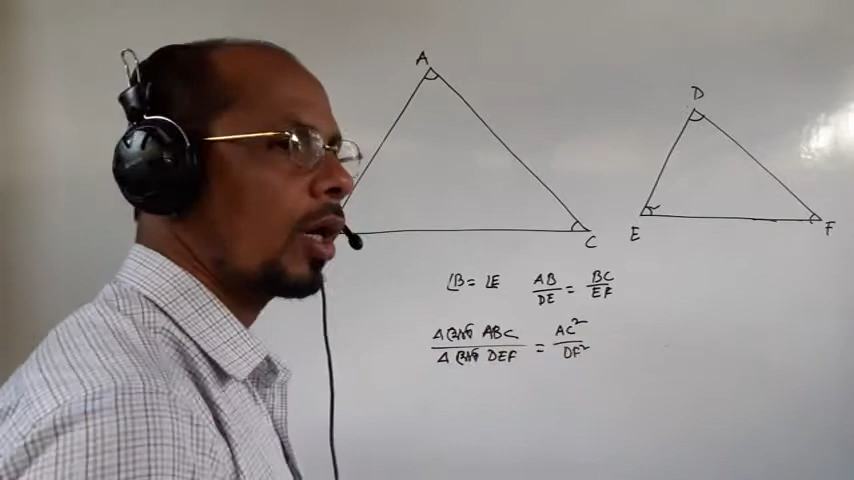 A
D
C
E
F
∠B = ∠E AB/DE = BC/EF
Δ ক্ষেত্র ABC / Δ ক্ষেত্র DEF = AC²/DF²